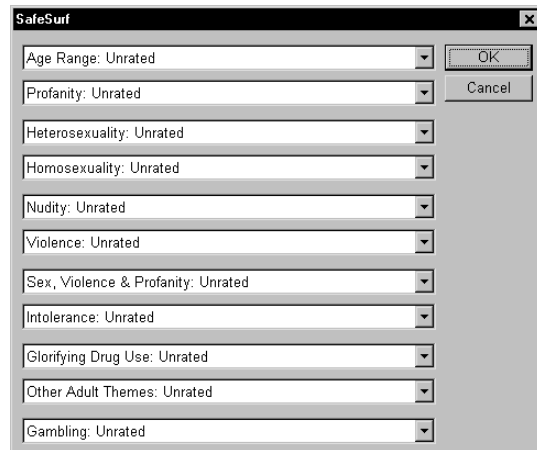 SafeSurf
Age Range: Unrated
OK
Profanity: Unrated
Cancel
Heterosexuality: Unrated
Homosexuality: Unrated
Nudity: Unrated
Violence: Unrated
Sex, Violence & Profanity: Unrated
Intolerance: Unrated
Glorifying Drug Use: Unrated
Other Adult Themes: Unrated
Gambling: Unrated